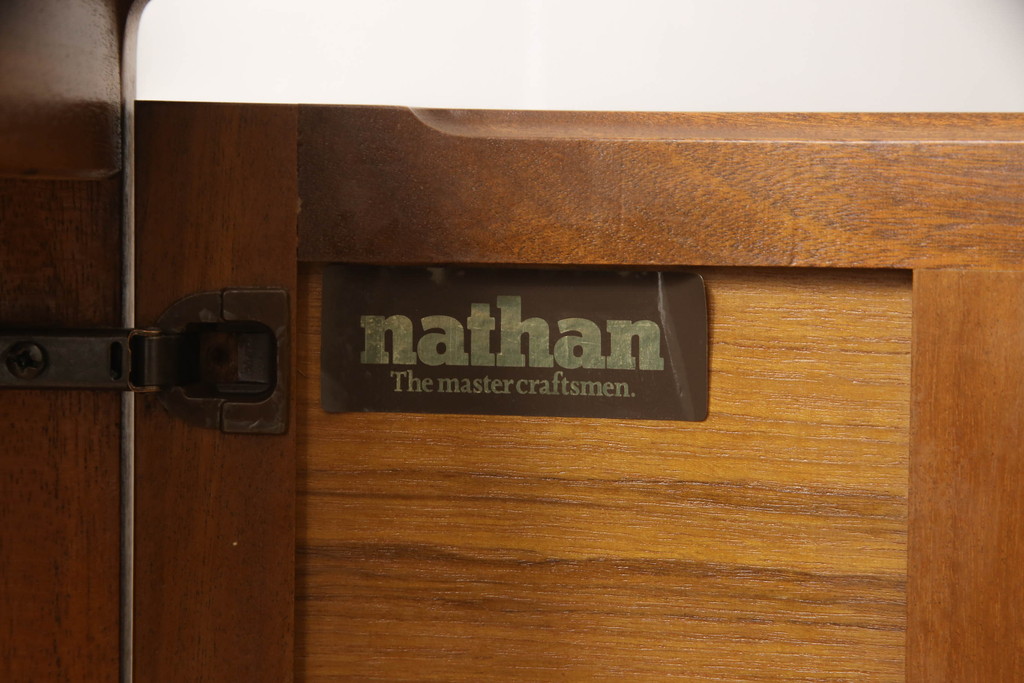 nathan
The master craftsmen.